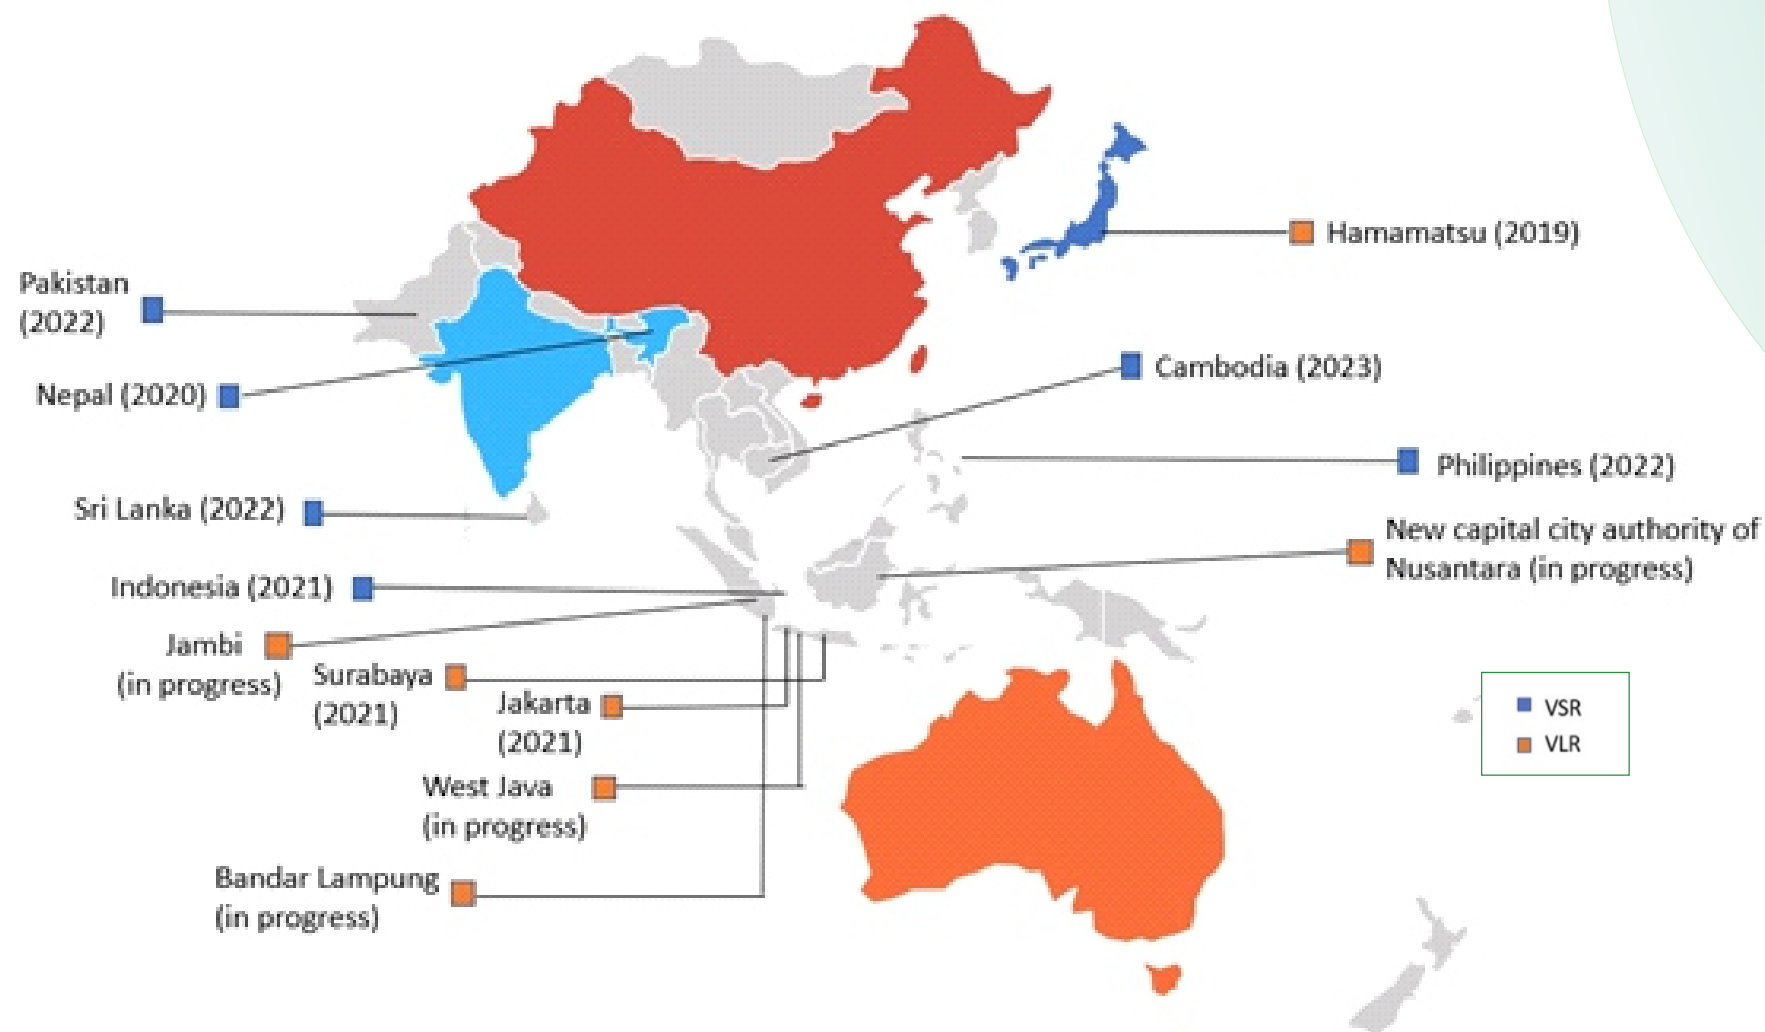 Hamamatsu (2019)
Pakistan
(2022)
Cambodia (2023)
Nepal (2020)
Philippines (2022)
Sri Lanka (2022)
New capital city authority of
Nusantara (in progress)
Indonesia (2021)
Jambi
(in progress)
Surabaya
(2021)
Jakarta
(2021)
VSR
VLR
West Java
(in progress)
Bandar Lampung
(in progress)